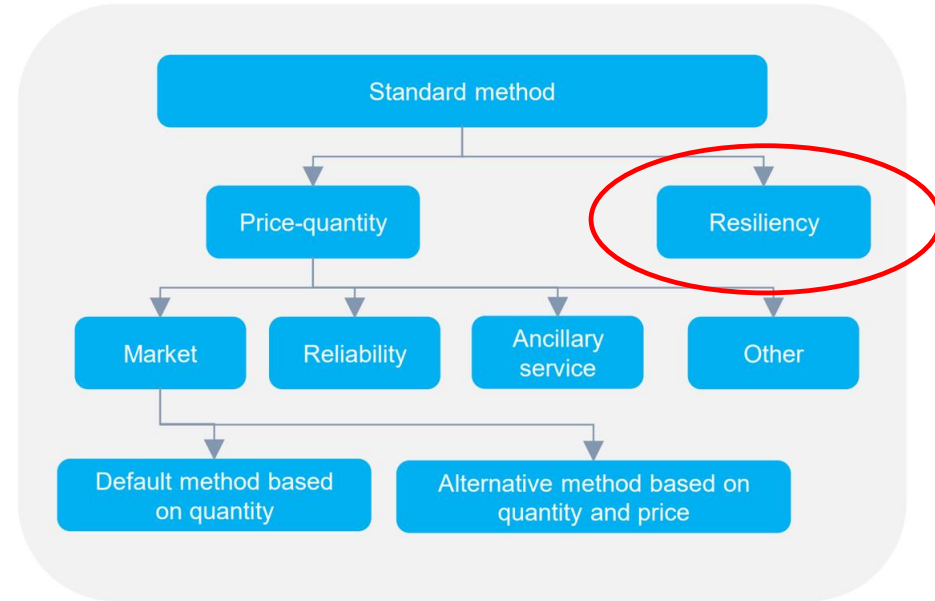 Standard method
Price-quantity
Resiliency
Market
Reliability
Ancillary
service
Other
Default method based
on quantity
Alternative method based on
quantity and price